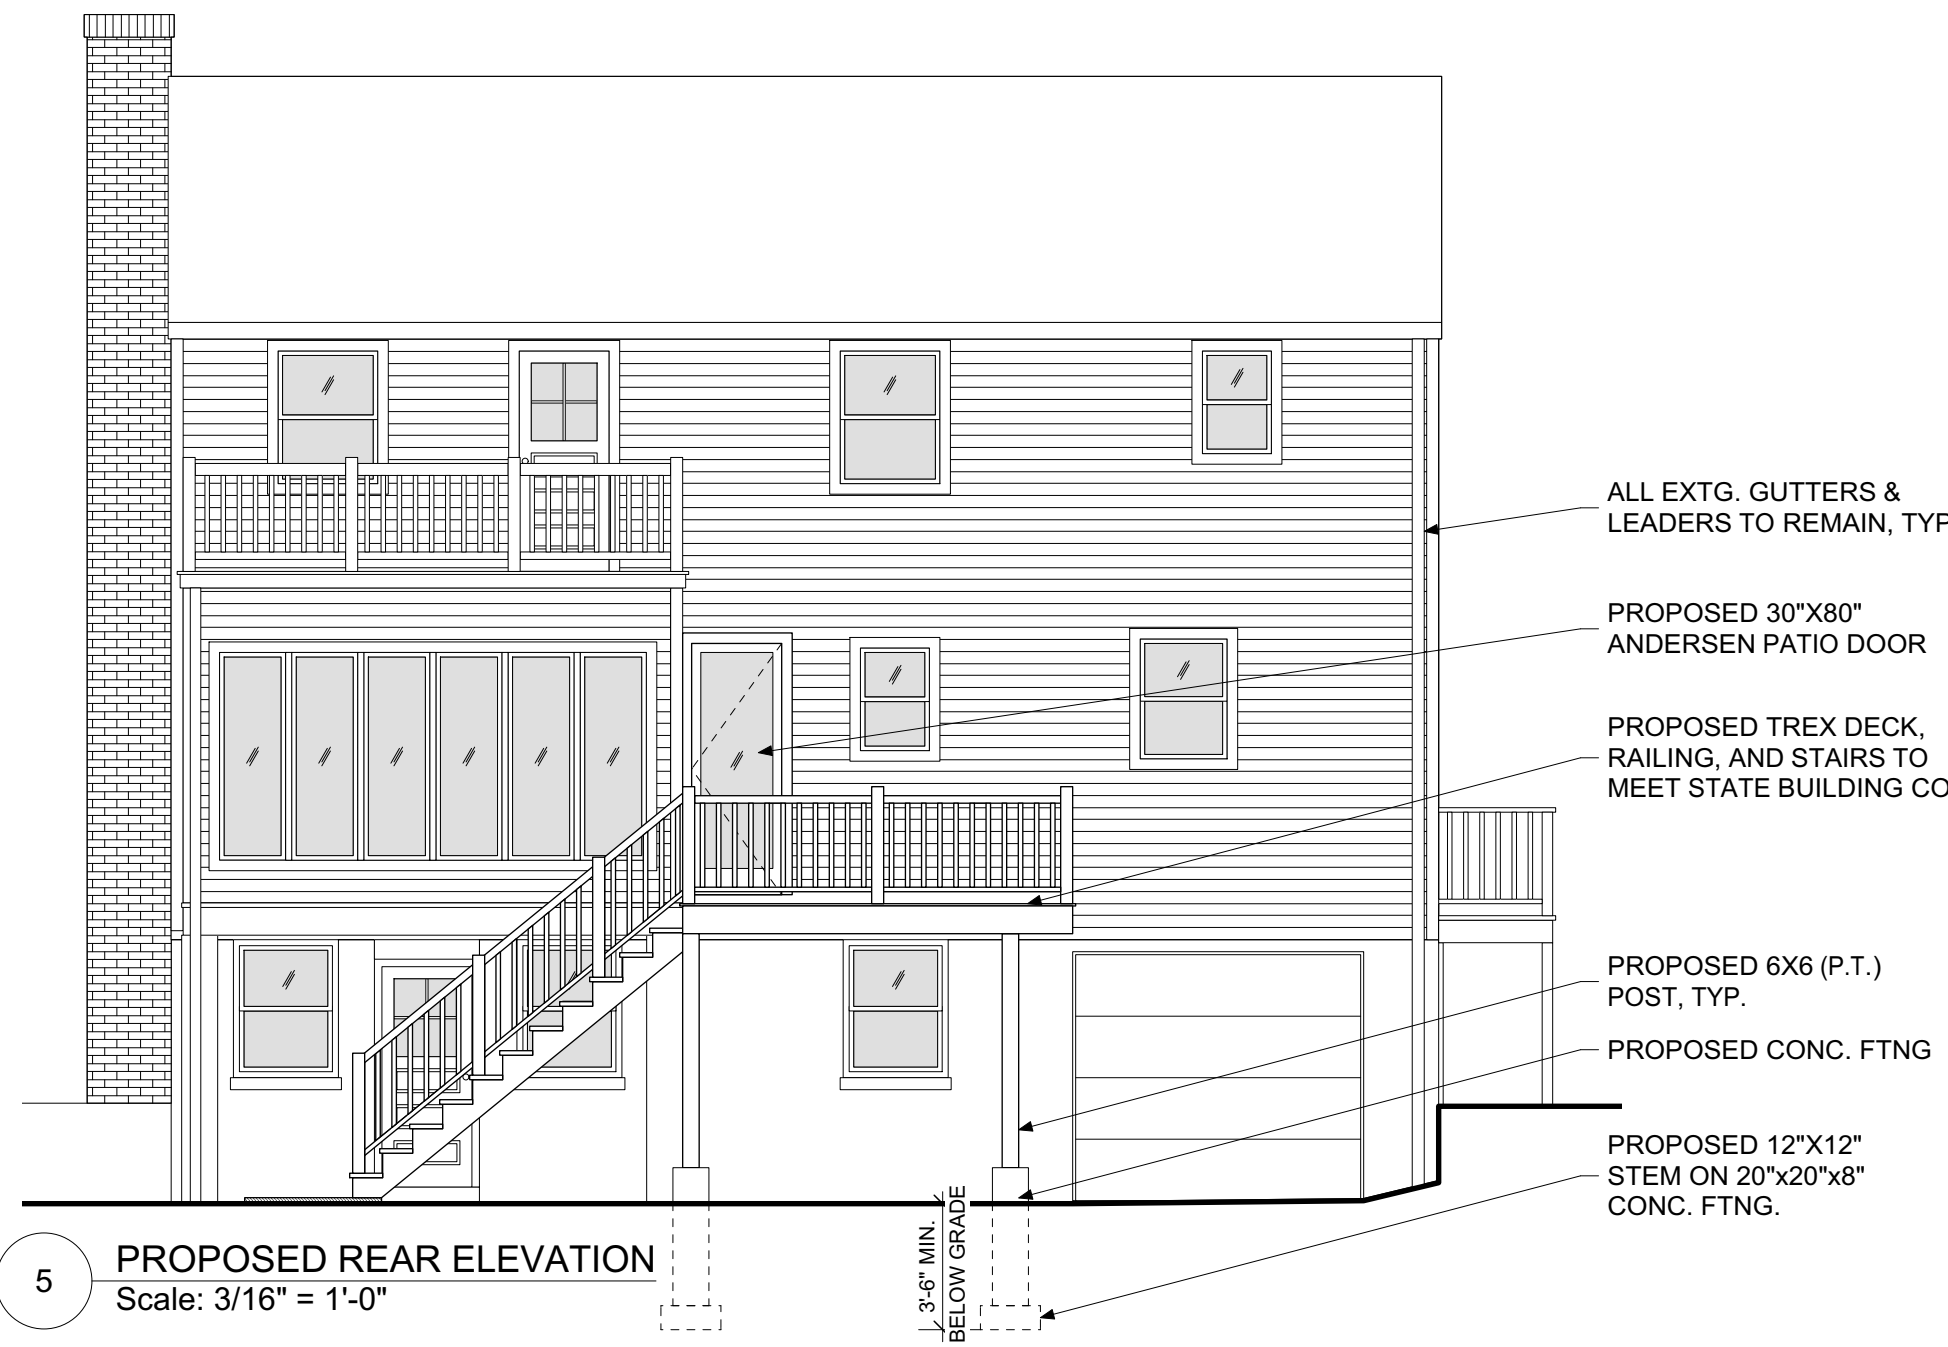 ALL EXTG. GUTTERS &
LEADERS TO REMAIN, TYP
PROPOSED 30"X80"
ANDERSEN PATIO DOOR
PROPOSED TREX DECK,
RAILING, AND STAIRS TO
MEET STATE BUILDING CO
PROPOSED 6X6 (P.T.)
POST, TYP.
PROPOSED CONC. FTNG
PROPOSED 12"X12"
STEM ON 20"x20"x8"
CONC. FTNG.
3'-6" MIN.
BELOW GRADE
5
PROPOSED REAR ELEVATION
Scale: 3/16" = 1'-0"